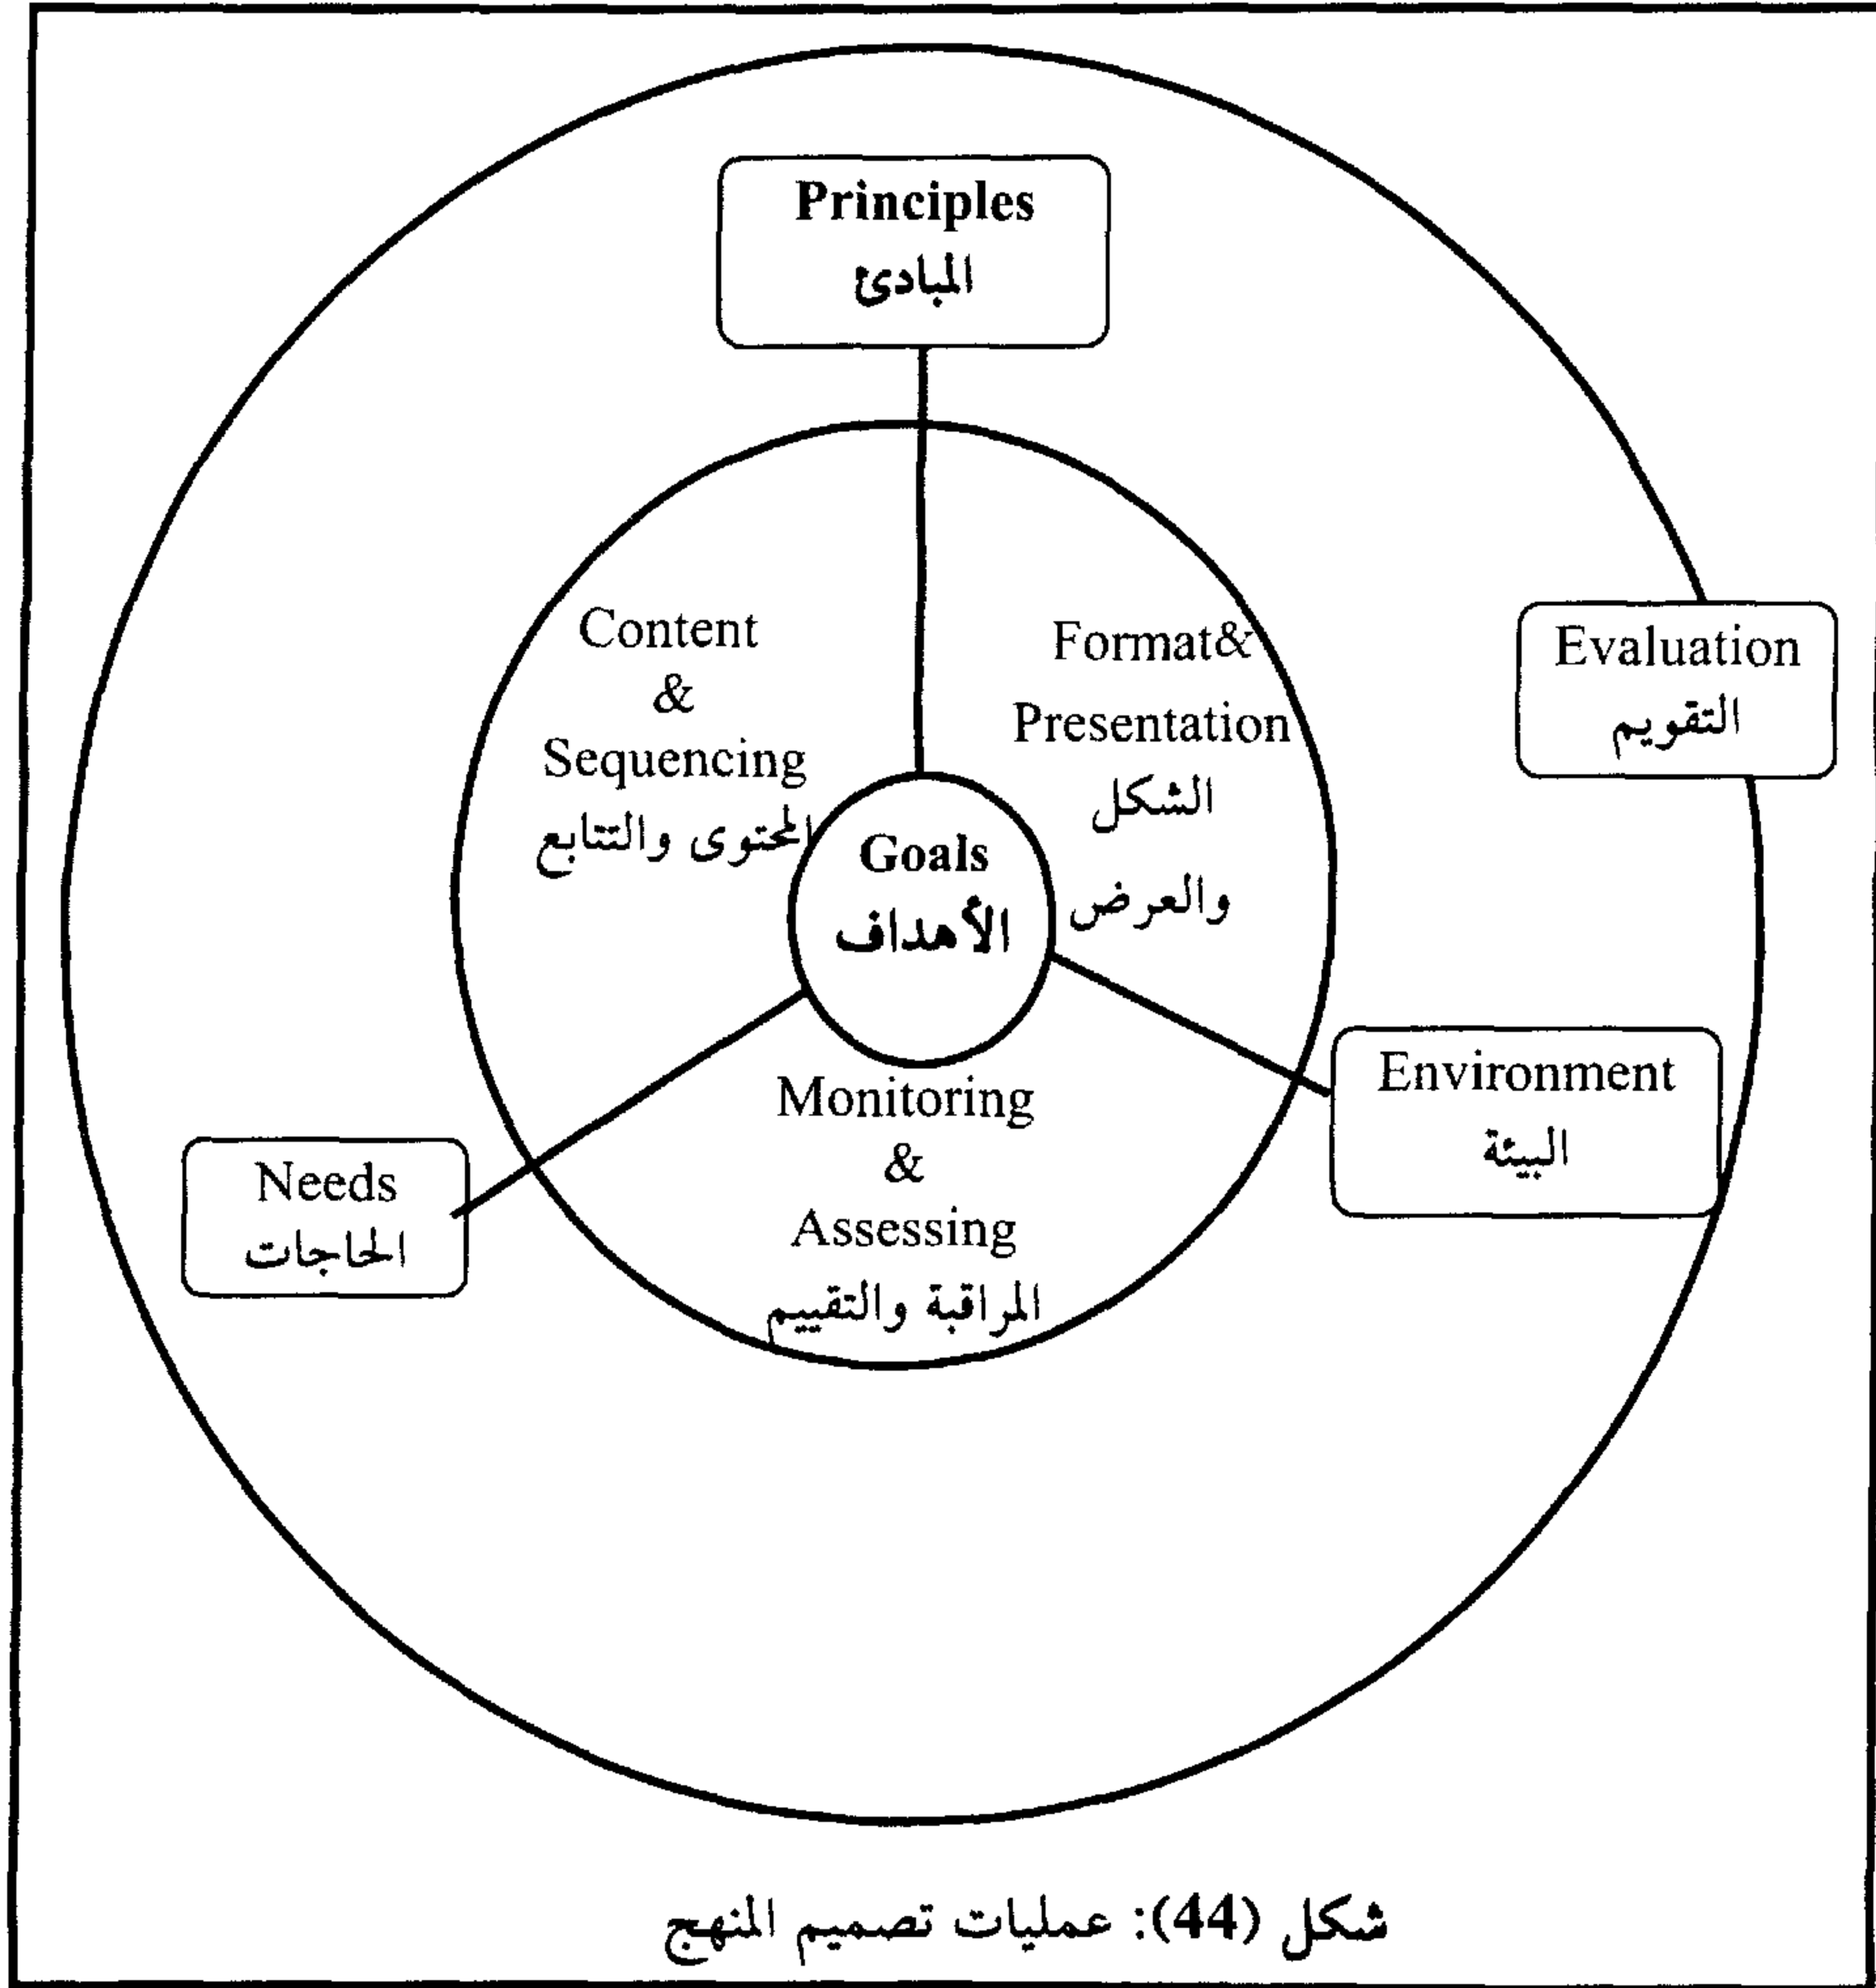 Principles
المبادئ
Content
&
Sequencing
المحتوى والتتابع
Format&
Presentation
الشكل
والعرض
Evaluation
التقويم
Goals
الأهداف
Environment
البيئة
Needs
الحاجات
Monitoring
&
Assessing
المراقبة والتقييم
شكل (44): عمليات تصميم المنهج